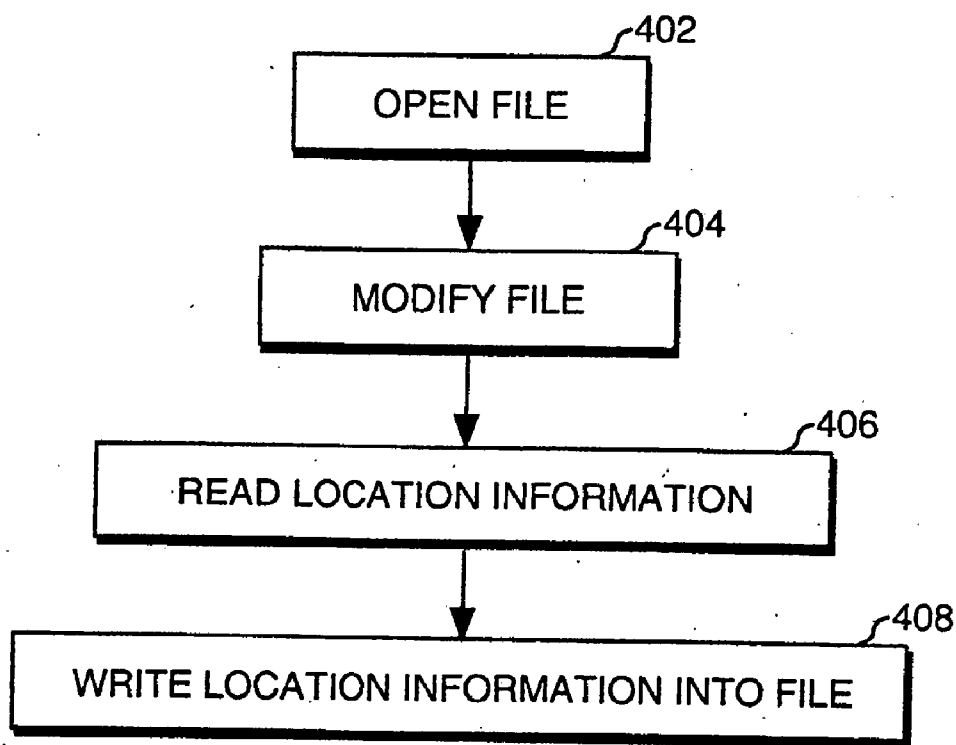 402
OPEN FILE
404
MODIFY FILE
406
READ LOCATION INFORMATION
408
WRITE LOCATION INFORMATION INTO FILE